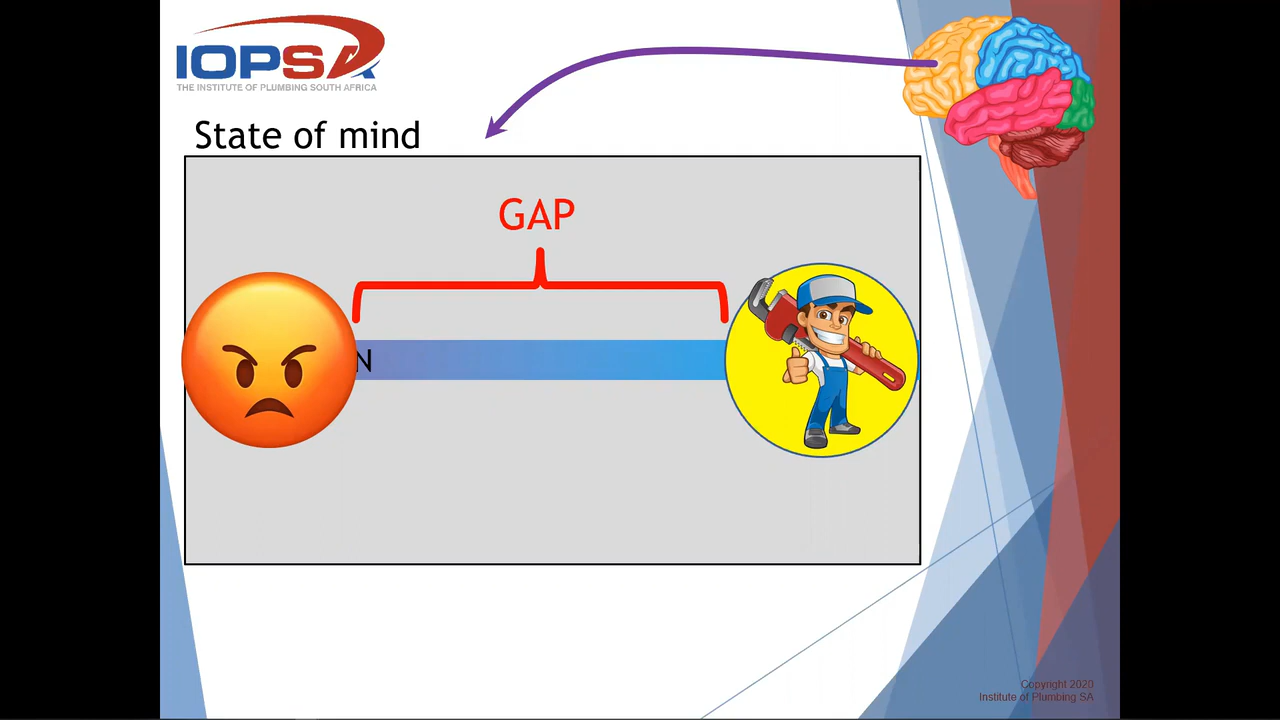 IOPSA
THE INSTITUTE OF PLUMBING SOUTH AFRICA
State of mind
GAP
N
Copyright 2020
Institute of Plumbing SA